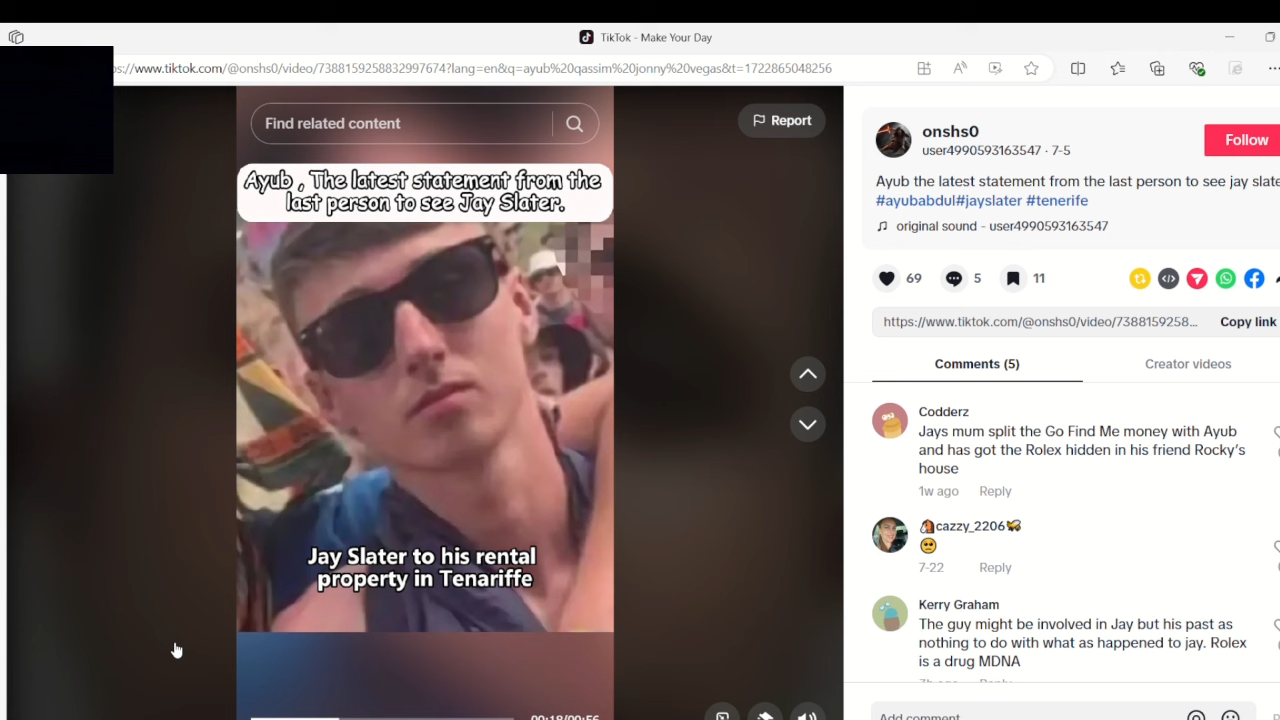 TikTok - Make Your Day
ps://www.tiktok.com/@onshs0/video/7388159258832997674?lang=en&q=ayub%20qassim%20jonny%20vegas&t=1722865048256
Find related content
Report
Ayub , The latest statement from the
last person to see Jay Slater.
Jay Slater to his rental
property in Tenariffe
00:18/00:56
onshs0
user4990593163547 · 7-5
Follow
Ayub the latest statement from the last person to see jay slate
#ayubabdul#jayslater #tenerife
original sound - user4990593163547
69
5
11
https://www.tiktok.com/@onshs0/video/7388159258...
Copy link
Comments (5)
Creator videos
Codderz
Jays mum split the Go Find Me money with Ayub
and has got the Rolex hidden in his friend Rocky's
house
1w ago
Reply
cazzy_2206
7-22
Reply
Kerry Graham
The guy might be involved in Jay but his past as
nothing to do with what as happened to jay. Rolex
is a drug MDNA
Reply
Add comment...